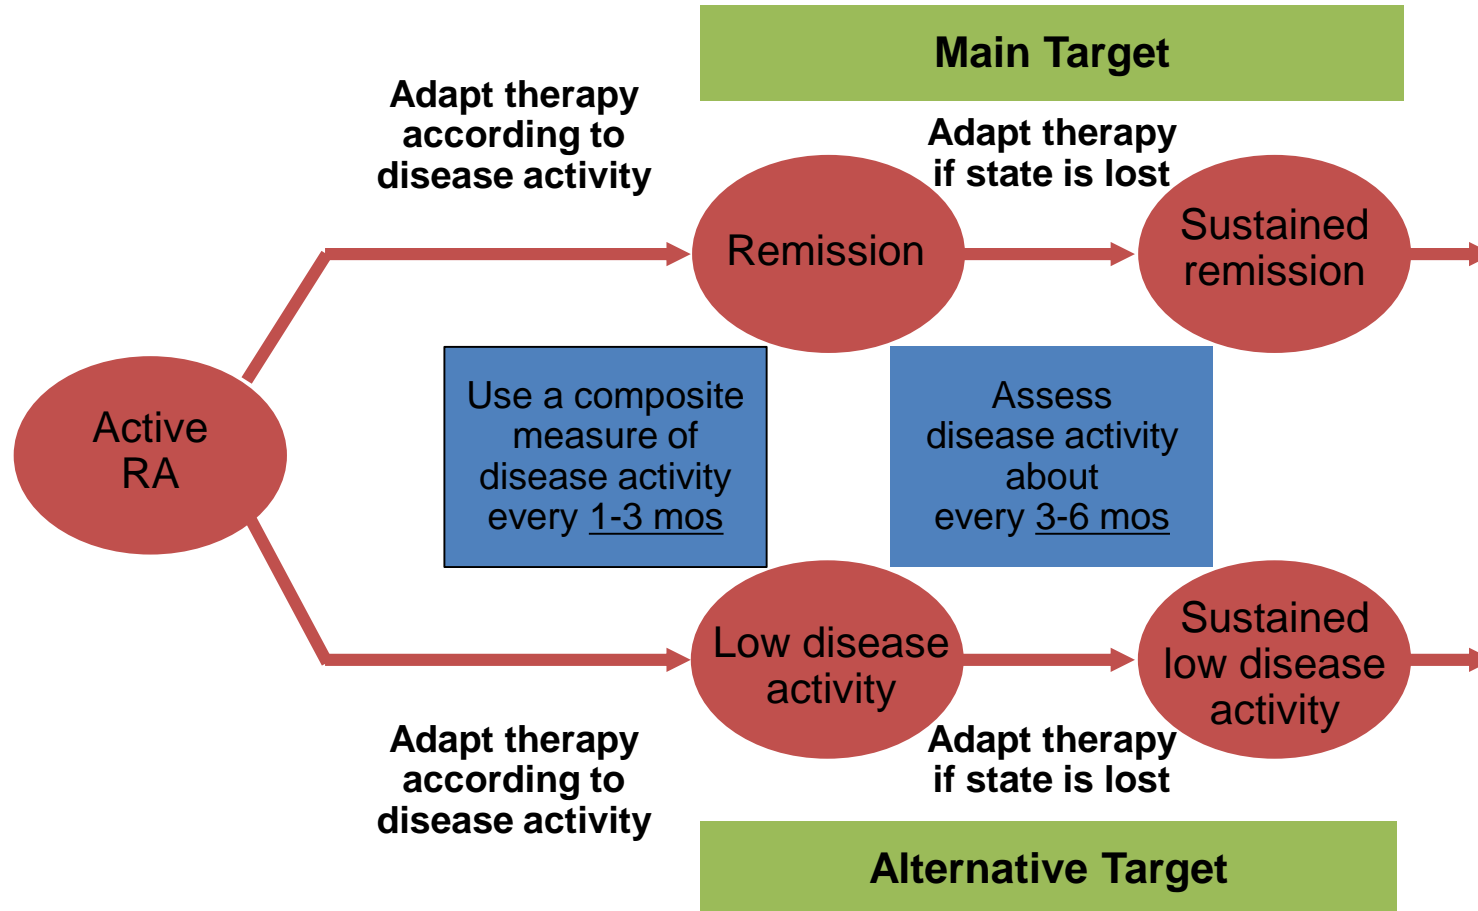 Main Target
Adapt therapy
according to
disease activity
Adapt therapy
if state is lost
Remission
Sustained
remission
Active
RA
Use a composite
measure of
disease activity
every 1-3 mos
Assess
disease activity
about
every 3-6 mos
Low disease
activity
Sustained
low disease
activity
Adapt therapy
according to
disease activity
Adapt therapy
if state is lost
Alternative Target